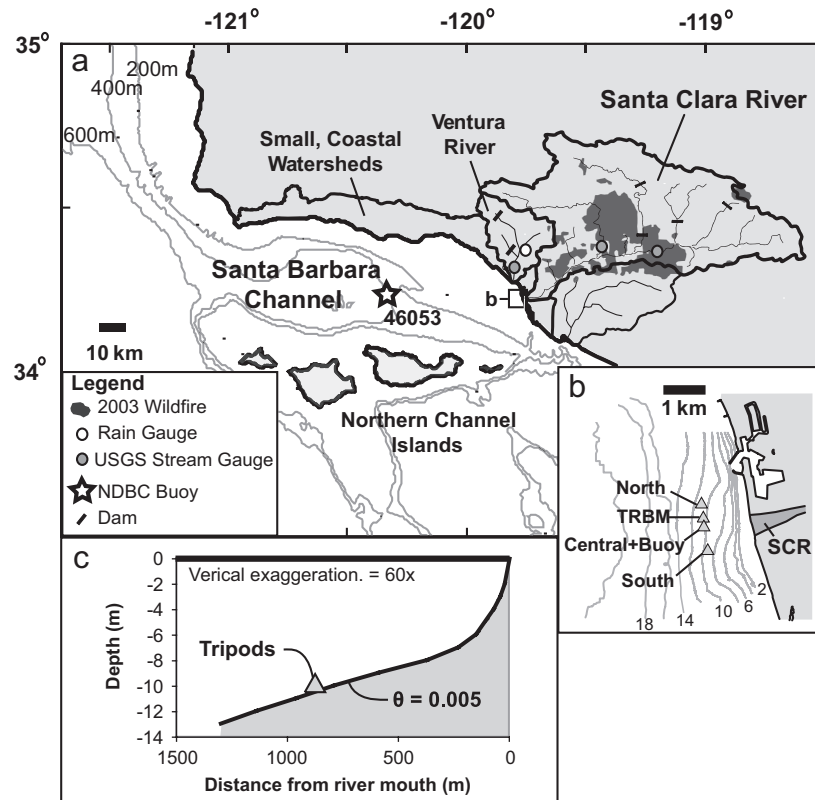 -121° -120° -119°
35°
a
200m
400m
600m
Santa Clara River
Ventura
River
Small, Coastal
Watersheds
Santa Barbara
Channel
46053
b
10 km
34°
Northern Channel
Islands
Legend
2003 Wildfire
Rain Gauge
USGS Stream Gauge
NDBC Buoy
Dam
b
1 km
North
TRBM
Central+Buoy
South
SCR
18 14 10 6 2
c
Verical exaggeration. = 60x
Tripods
θ = 0.005
Depth (m)
0
-2
-4
-6
-8
-10
-12
-14
1500 1000 500 0
Distance from river mouth (m)